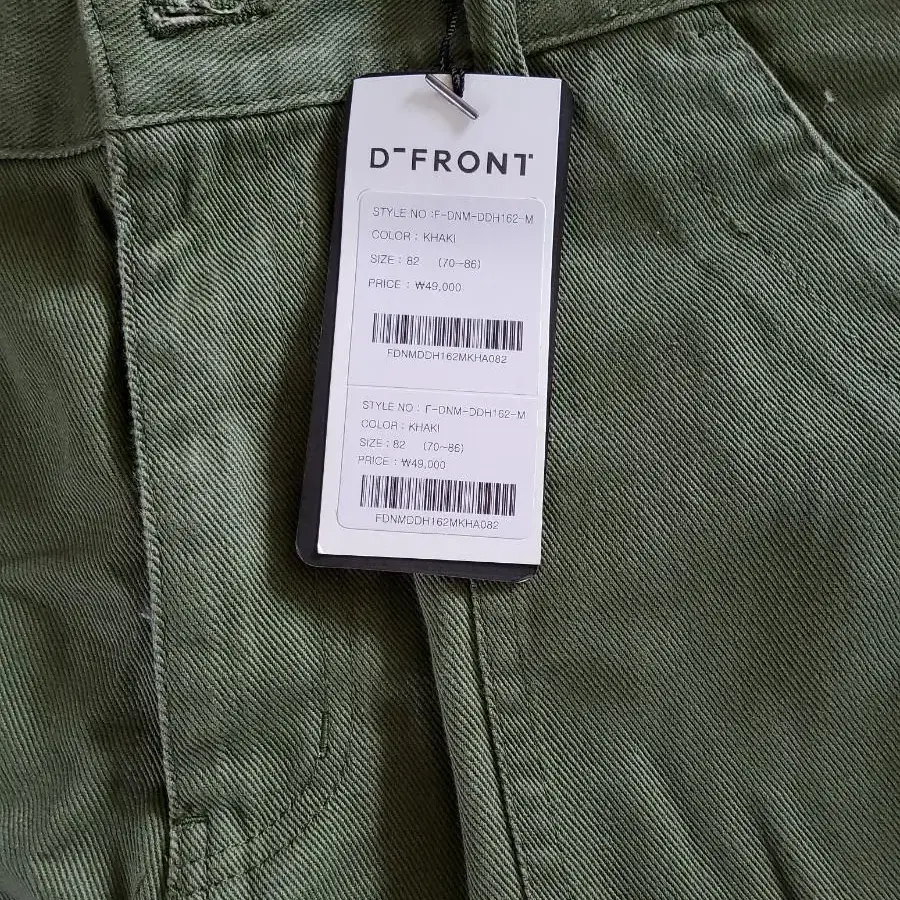 D-FRONT
STYLE NO :F-DNM-DDH162-M
COLOR : KHAKI
SIZE : 82 (70~86)
PRICE : ₩49,000
FDNMDDH162MKHA082
STYLE NO : F-DNM-DDH162-M
COLOR : KHAKI
SIZE : 82 (70~86)
PRICE : ₩49,000
FDNMDDH162MKHA082